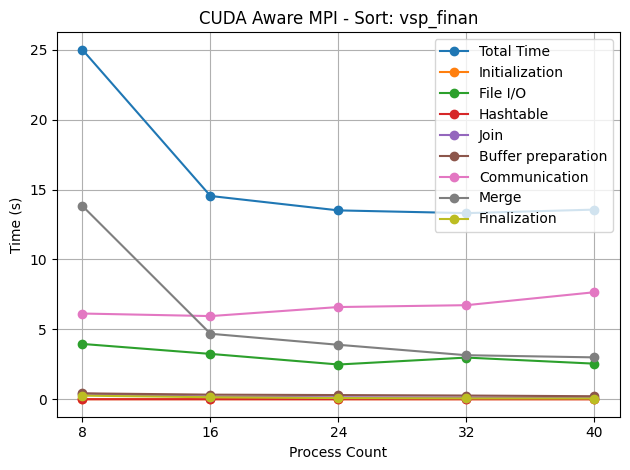 CUDA Aware MPI - Sort: vsp_finan
Total Time
Initialization
File I/O
Hashtable
Join
Buffer preparation
Communication
Merge
Finalization
Time (s)
25
20
15
10
5
0
8 16 24 32 40
Process Count